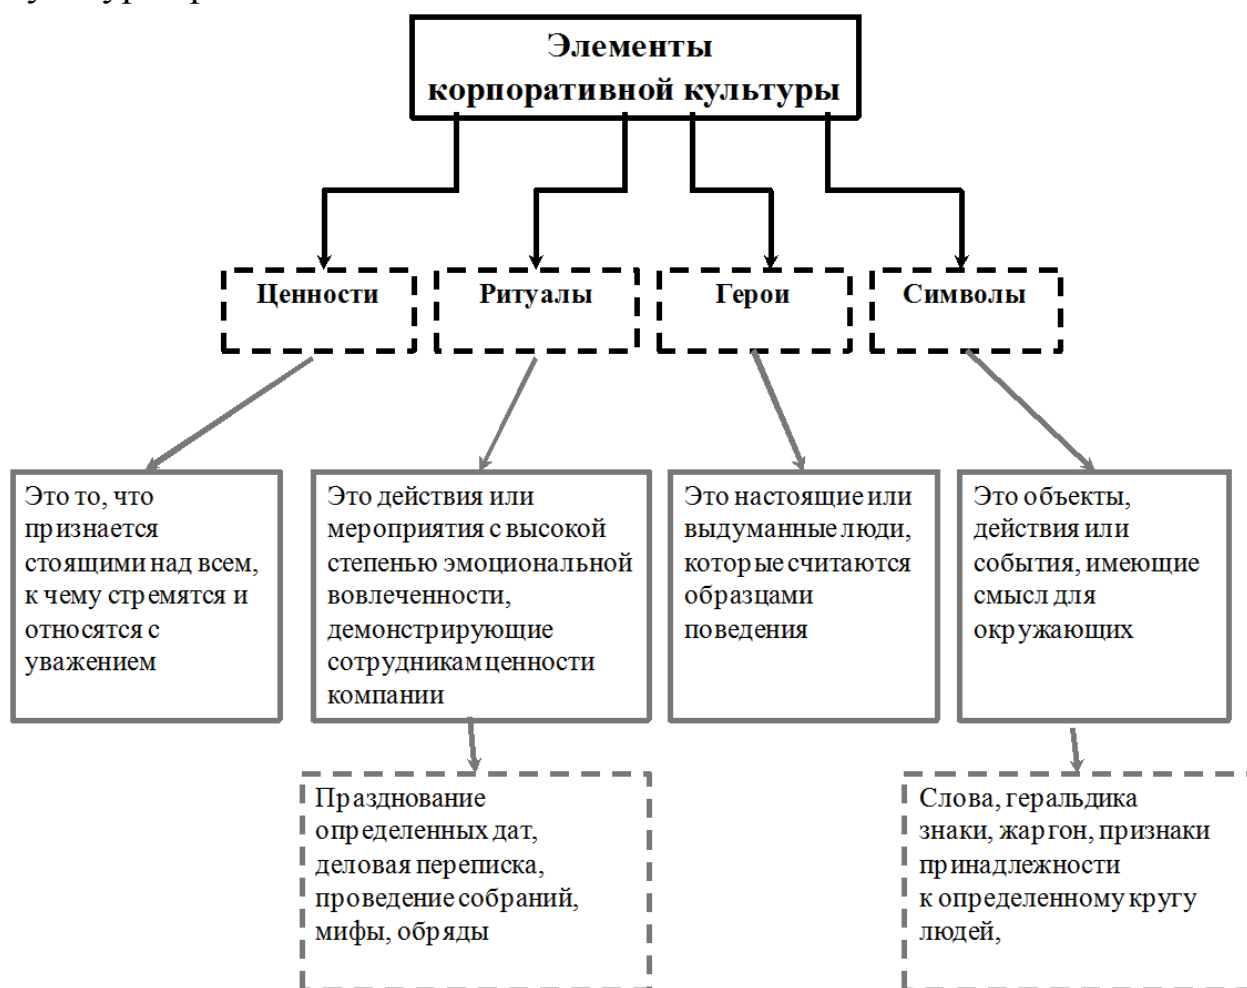 Элементы
корпоративной культуры
Ценности
Ритуалы
Герои
Символы
Это то, что
признается
стоящими над всем,
к чему стремятся и
относятся с
уважением
Это действия или
мероприятия с высокой
степенью эмоциональной
вовлеченности,
демонстрирующие
сотрудникам ценности
компании
Это настоящие или
выдуманные люди,
которые считаются
образцами
поведения
Это объекты,
действия или
события, имеющие
смысл для
окружающих
Празднование
определенных дат,
деловая переписка,
проведение собраний,
мифы, обряды
Слова, геральдика
знаки, жаргон, признаки
принадлежности
к определенному кругу
людей,